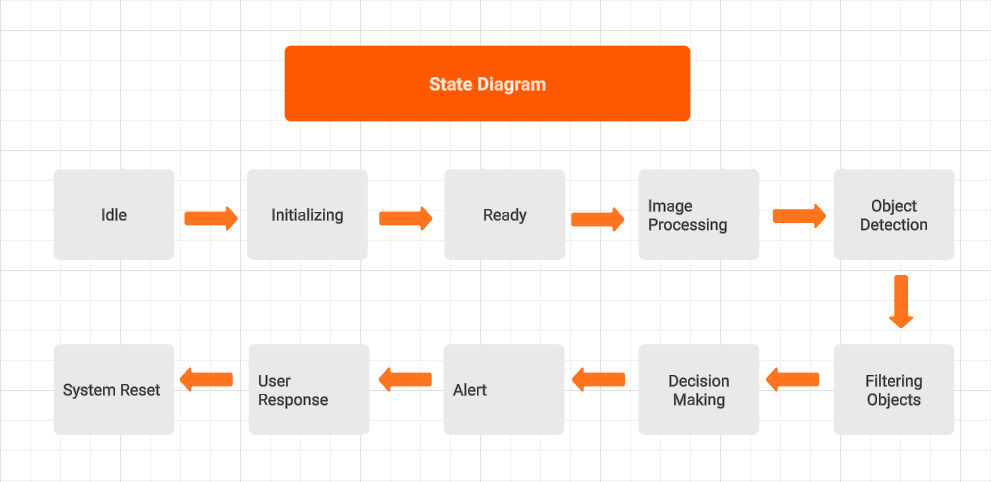 State Diagram
Idle
Initializing
Ready
Image
Processing
Object
Detection
System Reset
User
Response
Alert
Decision
Making
Filtering
Objects